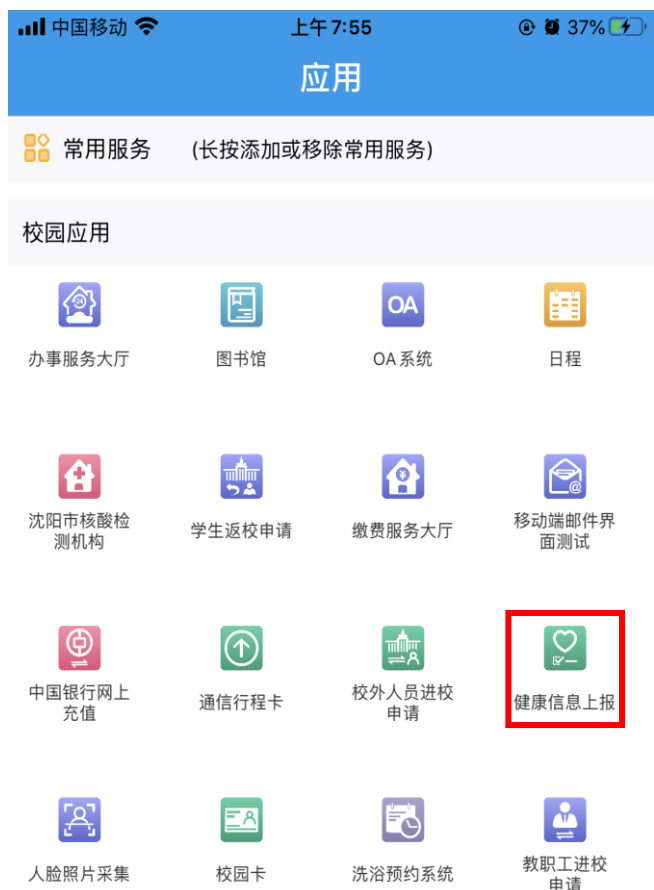 中国移动 上午7:55 37%
应用
常用服务 (长按添加或移除常用服务)
校园应用
24 OA
办事服务大厅 图书馆 OA系统 日程
¥ @
沈阳市核酸检测机构 学生返校申请 缴费服务大厅 移动端邮件界面测试
中国银行网上充值 通信行程卡 校外人员进校申请 健康信息上报
人脸照片采集 校园卡 洗浴预约系统 教职工进校申请